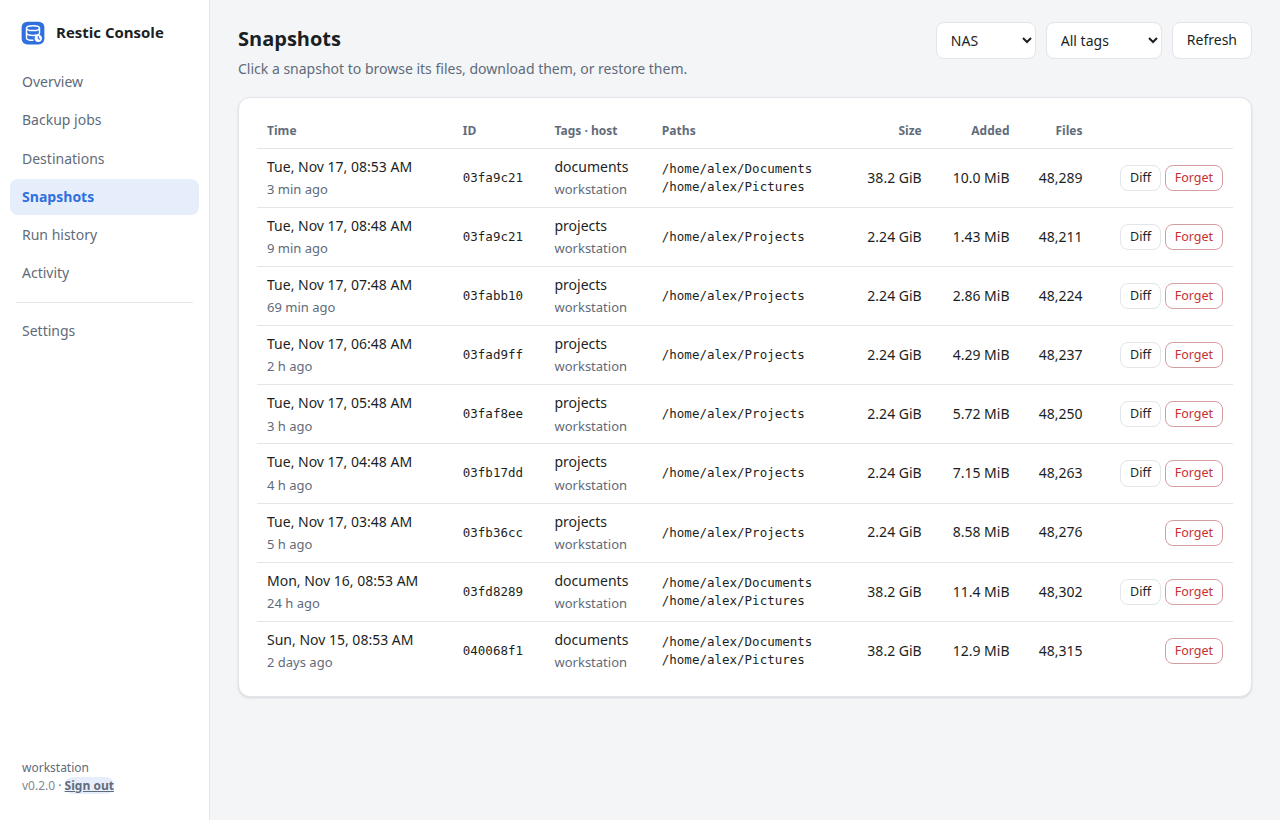 Restic Console
Overview
Backup jobs
Destinations
Snapshots
Run history
Activity
Settings
workstation
v0.2.0 · Sign out
Snapshots
Click a snapshot to browse its files, download them, or restore them.
NAS All tags Refresh
Time ID Tags · host Paths Size Added Files
Tue, Nov 17, 08:53 AM
3 min ago
03fa9c21
documents
workstation
/home/alex/Documents
/home/alex/Pictures
38.2 GiB 10.0 MiB 48,289 Diff Forget
Tue, Nov 17, 08:48 AM
9 min ago
03fa9c21
projects
workstation
/home/alex/Projects
2.24 GiB 1.43 MiB 48,211 Diff Forget
Tue, Nov 17, 07:48 AM
69 min ago
03fabb10
projects
workstation
/home/alex/Projects
2.24 GiB 2.86 MiB 48,224 Diff Forget
Tue, Nov 17, 06:48 AM
2 h ago
03fad9ff
projects
workstation
/home/alex/Projects
2.24 GiB 4.29 MiB 48,237 Diff Forget
Tue, Nov 17, 05:48 AM
3 h ago
03faf8ee
projects
workstation
/home/alex/Projects
2.24 GiB 5.72 MiB 48,250 Diff Forget
Tue, Nov 17, 04:48 AM
4 h ago
03fb17dd
projects
workstation
/home/alex/Projects
2.24 GiB 7.15 MiB 48,263 Diff Forget
Tue, Nov 17, 03:48 AM
5 h ago
03fb36cc
projects
workstation
/home/alex/Projects
2.24 GiB 8.58 MiB 48,276 Forget
Mon, Nov 16, 08:53 AM
24 h ago
03fd8289
documents
workstation
/home/alex/Documents
/home/alex/Pictures
38.2 GiB 11.4 MiB 48,302 Diff Forget
Sun, Nov 15, 08:53 AM
2 days ago
040068f1
documents
workstation
/home/alex/Documents
/home/alex/Pictures
38.2 GiB 12.9 MiB 48,315 Forget